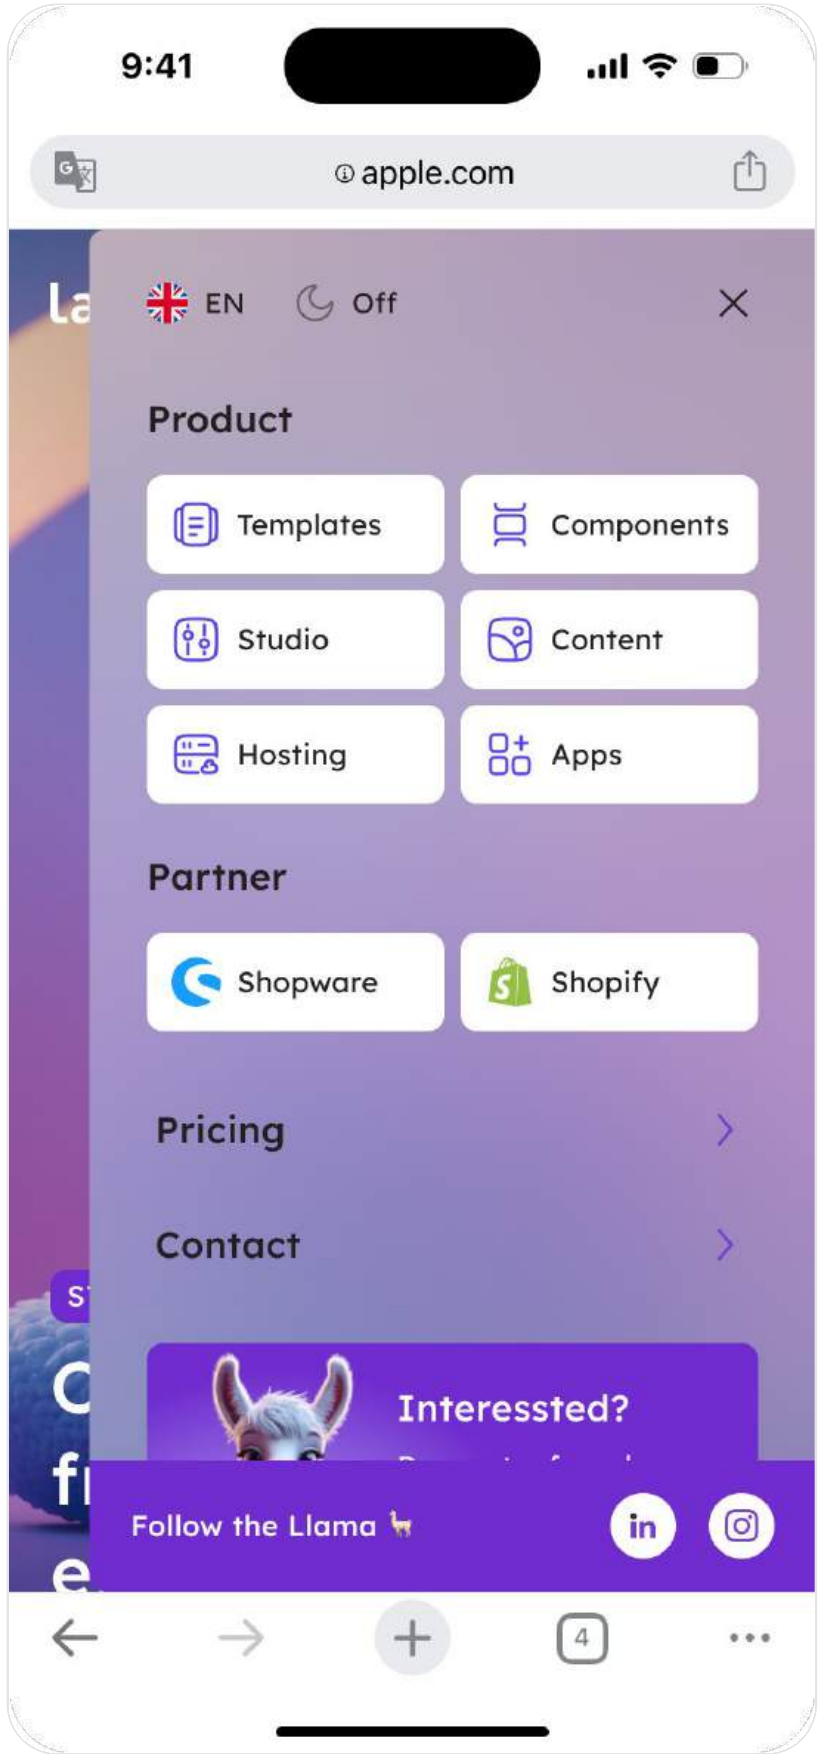 9:41
apple.com
la
EN
Off
Product
Templates
Components
Studio
Content
Hosting
Apps
Partner
Shopware
Shopify
Pricing
Contact
Interessted?
Follow the Llama 🦙
in
4